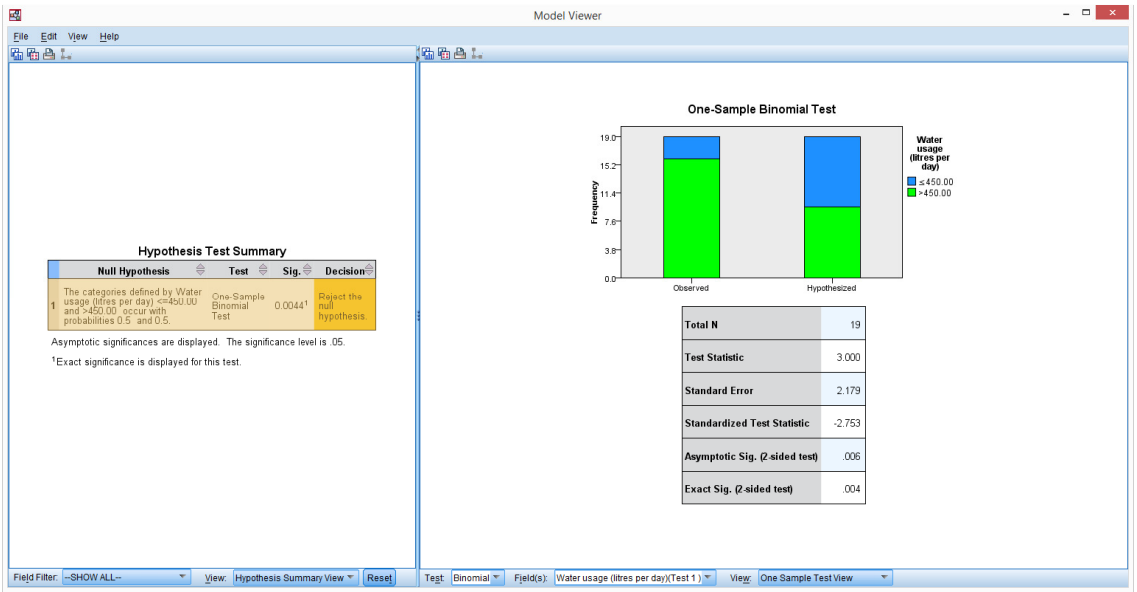 Model Viewer
File Edit View Help
Hypothesis Test Summary
Null Hypothesis Test Sig. Decision
1
The categories defined by Water
usage (litres per day) <=450.00
and >450.00 occur with
probabilities 0.5 and 0.5.
One-Sample
Binomial
Test
0.0044¹
Reject the
null
hypothesis.
Asymptotic significances are displayed. The significance level is .05.
¹Exact significance is displayed for this test.
Field Filter: --SHOW ALL-- View: Hypothesis Summary View Reset
One-Sample Binomial Test
Frequency
19.0
15.2
11.4
7.6
3.8
0.0
Observed Hypothesized
Water
usage
(litres per
day)
≤450.00
>450.00
Total N 19
Test Statistic 3.000
Standard Error 2.179
Standardized Test Statistic -2.753
Asymptotic Sig. (2-sided test) .006
Exact Sig. (2-sided test) .004
Test: Binomial Field(s): Water usage (litres per day)(Test 1 ) View: One Sample Test View